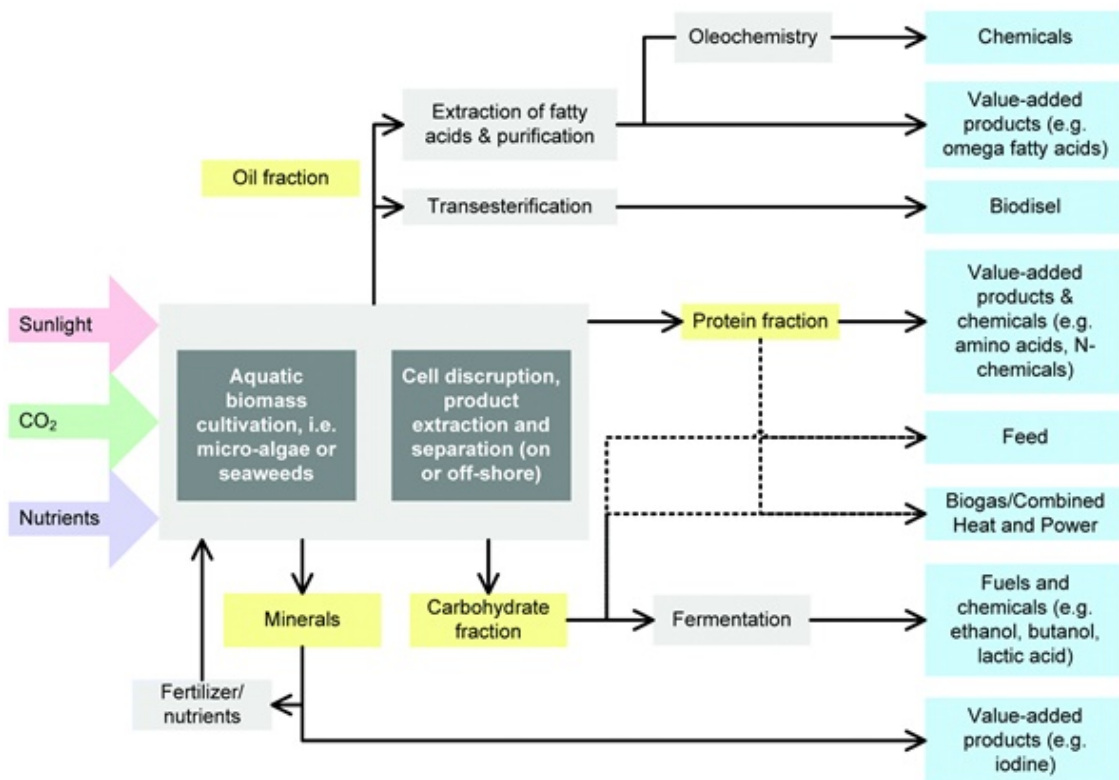 Oleochemistry
Chemicals
Extraction of fatty
acids & purification
Value-added
products (e.g.
omega fatty acids)
Oil fraction
Transesterification
Biodisel
Sunlight
CO₂
Nutrients
Aquatic
biomass
cultivation, i.e.
micro-algae or
seaweeds
Cell discruption,
product
extraction and
separation (on
or off-shore)
Protein fraction
Value-added
products &
chemicals (e.g.
amino acids, N-
chemicals)
Feed
Biogas/Combined
Heat and Power
Minerals
Carbohydrate
fraction
Fermentation
Fuels and
chemicals (e.g.
ethanol, butanol,
lactic acid)
Fertilizer/
nutrients
Value-added
products (e.g.
iodine)